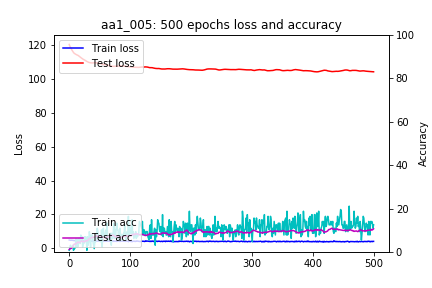 aa1_005: 500 epochs loss and accuracy
Train loss
Test loss
Train acc
Test acc
Loss
Accuracy
0
20
40
60
80
100
120
0
20
40
60
80
100
0
100
200
300
400
500